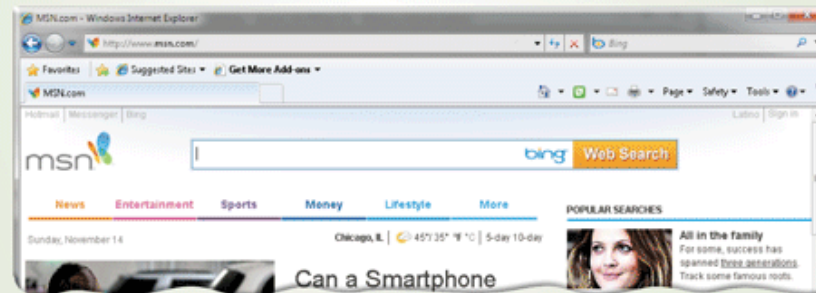 MSN.com - Windows Internet Explorer
http://www.msn.com/ Bing
Favorites Suggested Sites Get More Add-ons
MSN.com Page Safety Tools
Hotmail Messenger Bing Latino Sign in
msn bing Web Search
News Entertainment Sports Money Lifestyle More
POPULAR SEARCHES
Sunday, November 14 Chicago, IL 45°/35° °F °C 5-day 10-day
Can a Smartphone
All in the family
For some, success has
spanned three generations.
Track some famous roots.